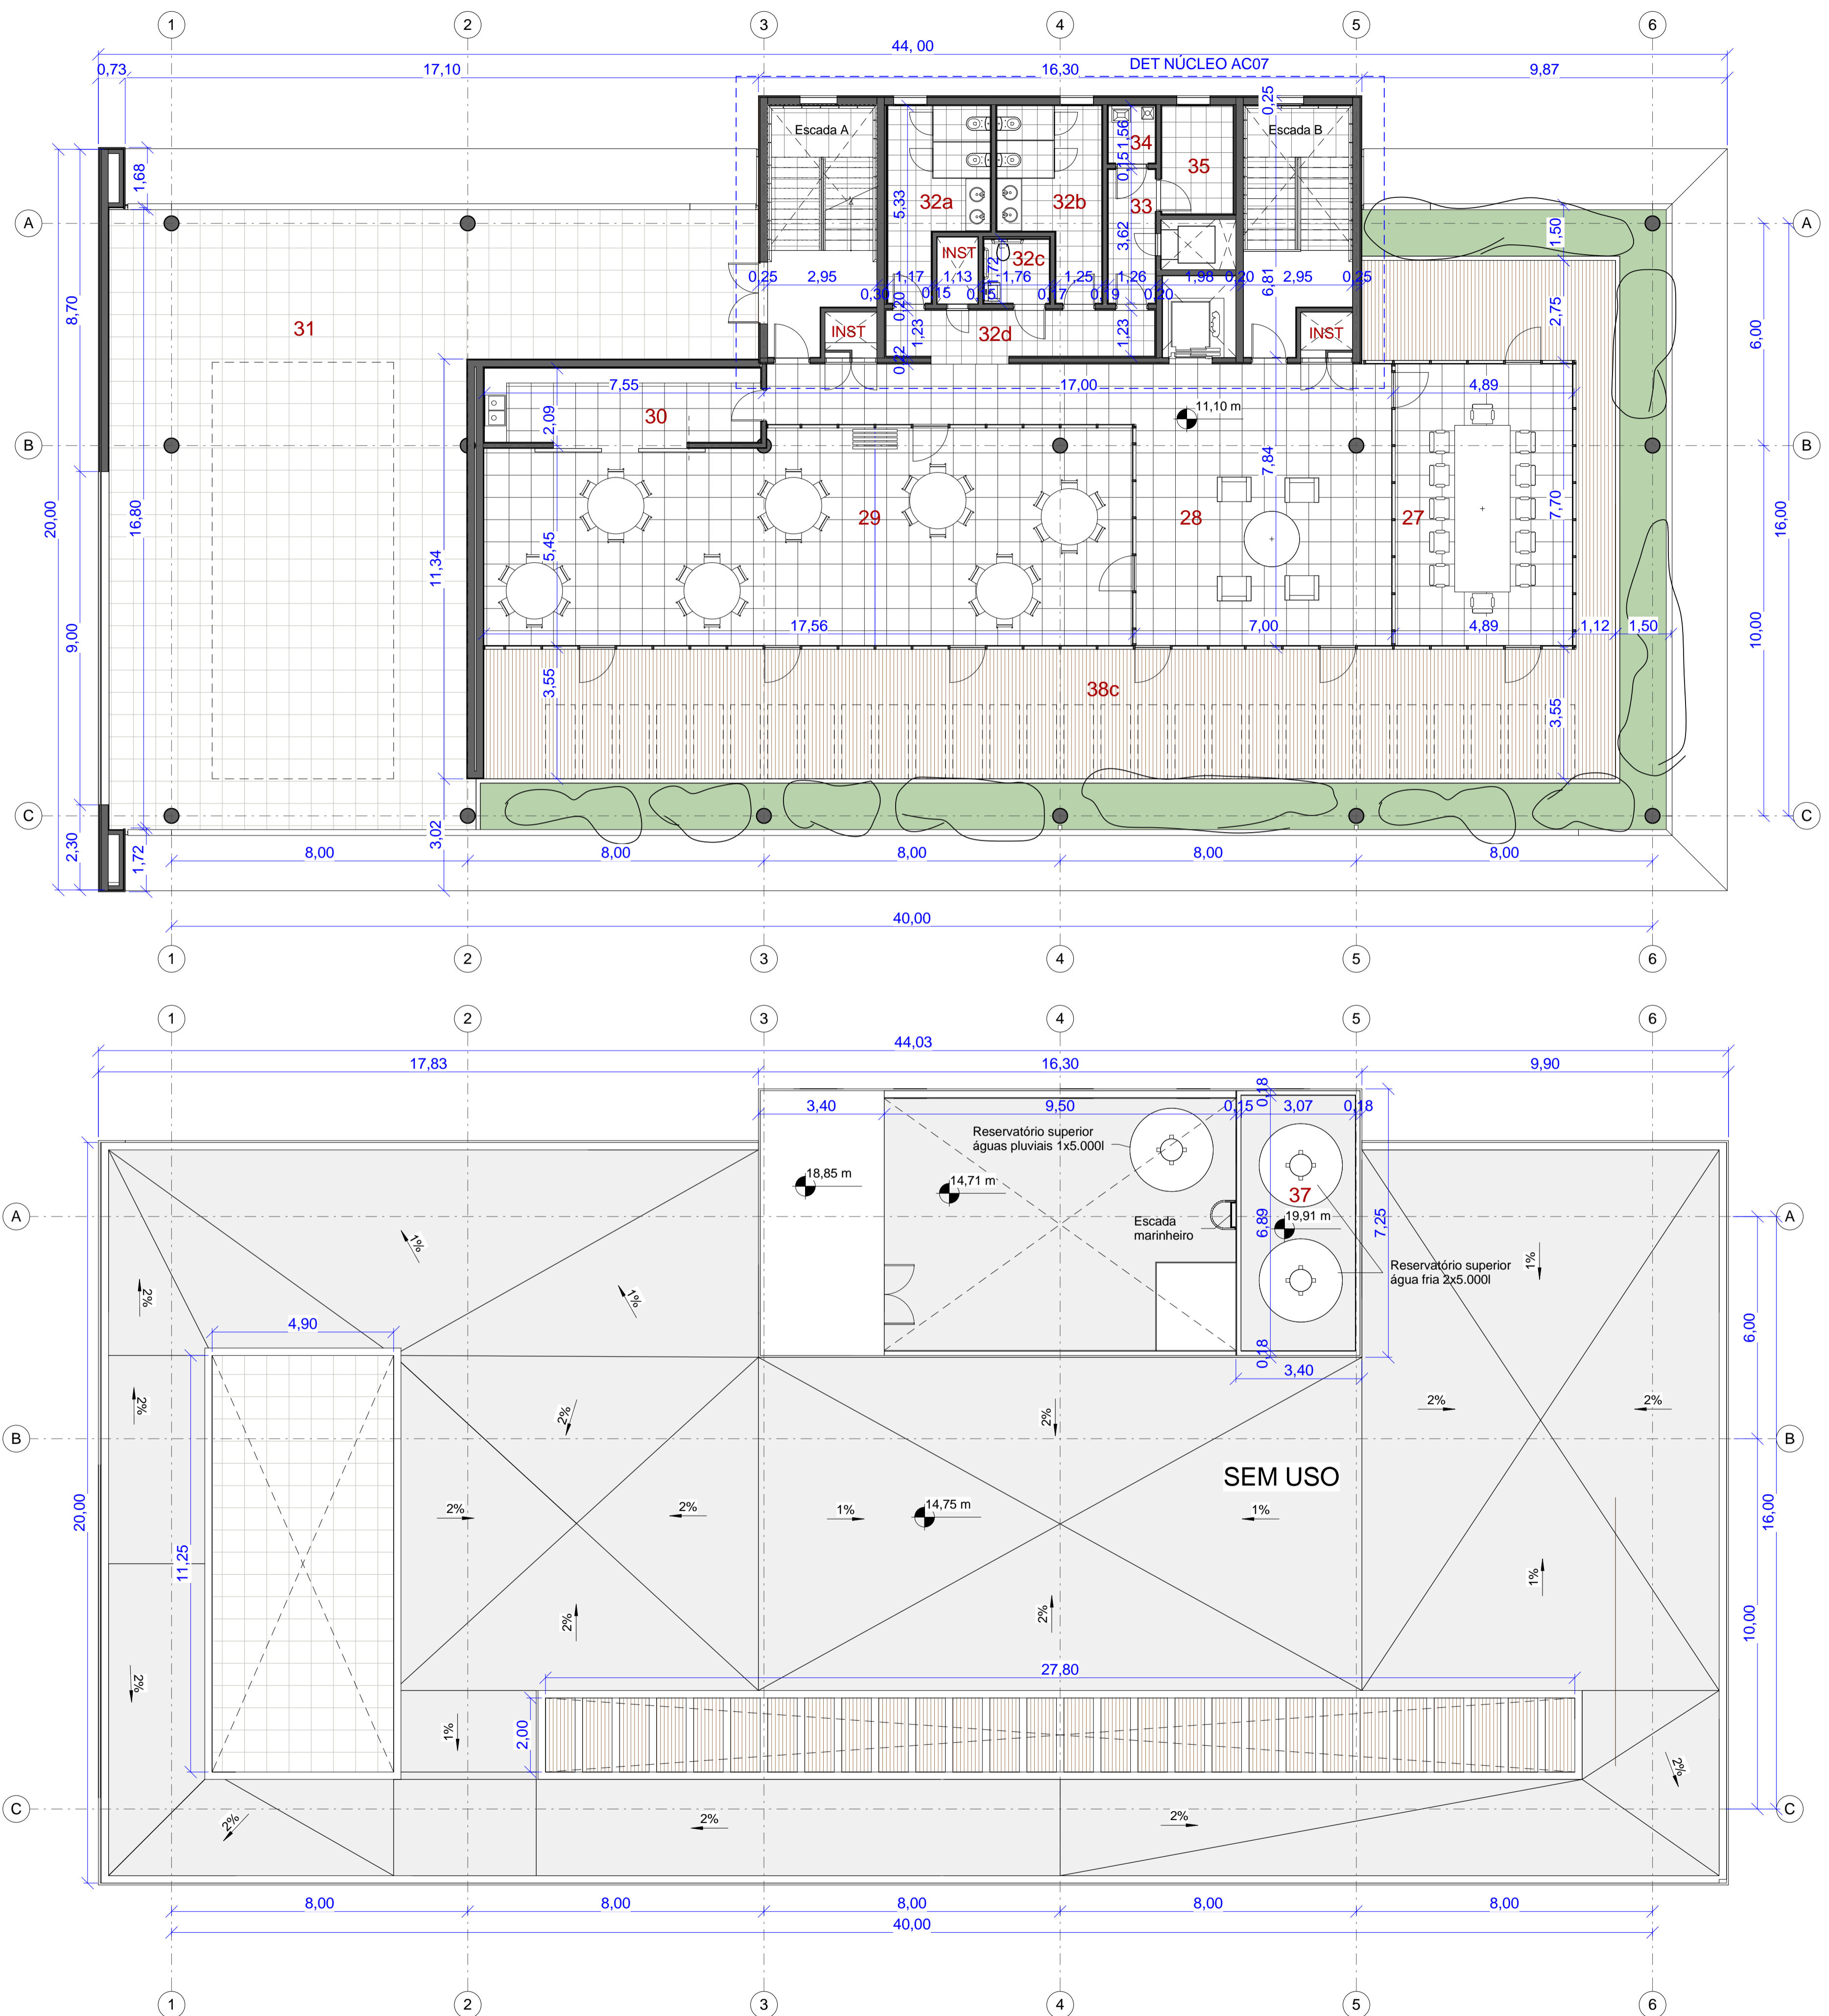 1 2 3 4 5 6
44,00
DET NÚCLEO AC07
0,73 17,10 16,30 9,87
0,25
Escada A Escada B
1,56
34
35
0,15
1,68
5,33
32a 32b 33
3,62
A A
1,50
INST 32c
1,72
0,25 2,95 1,17 1,13 1,76 1,25 1,26 1,98 0,20 2,95 0,25
0,30 0,15 0,15 0,17 0,19 0,20
0,20
6,81
8,70
2,75
6,00
31
INST 32d INST
1,23 1,23
0,22
7,55 17,00 4,89
11,10 m
30
2,09
B B
7,84
20,00
16,80
29 28 27
7,70
16,00
5,45
11,34
9,00
17,56 7,00 4,89 1,12 1,50
10,00
3,55
38c
3,55
C C
2,30
1,72
3,02
8,00 8,00 8,00 8,00 8,00
40,00
1 2 3 4 5 6
1 2 3 4 5 6
44,03
17,83 16,30 9,90
0,18
3,40 9,50 0,15 3,07 0,18
Reservatório superior
águas pluviais 1x5.000l
18,85 m 14,71 m
37
A A
Escada
marinheiro
6,89
19,91 m
7,25
1%
Reservatório superior
água fria 2x5.000l
1%
2%
1%
4,90
6,00
0,18
3,40
2%
2%
2%
2% 2%
B B
SEM USO
20,00
2% 2% 1% 14,75 m 1%
16,00
11,25
1%
2%
2%
10,00
2%
27,80
2,00
1%
2%
C C
2%
2% 2%
8,00 8,00 8,00 8,00 8,00
40,00
1 2 3 4 5 6